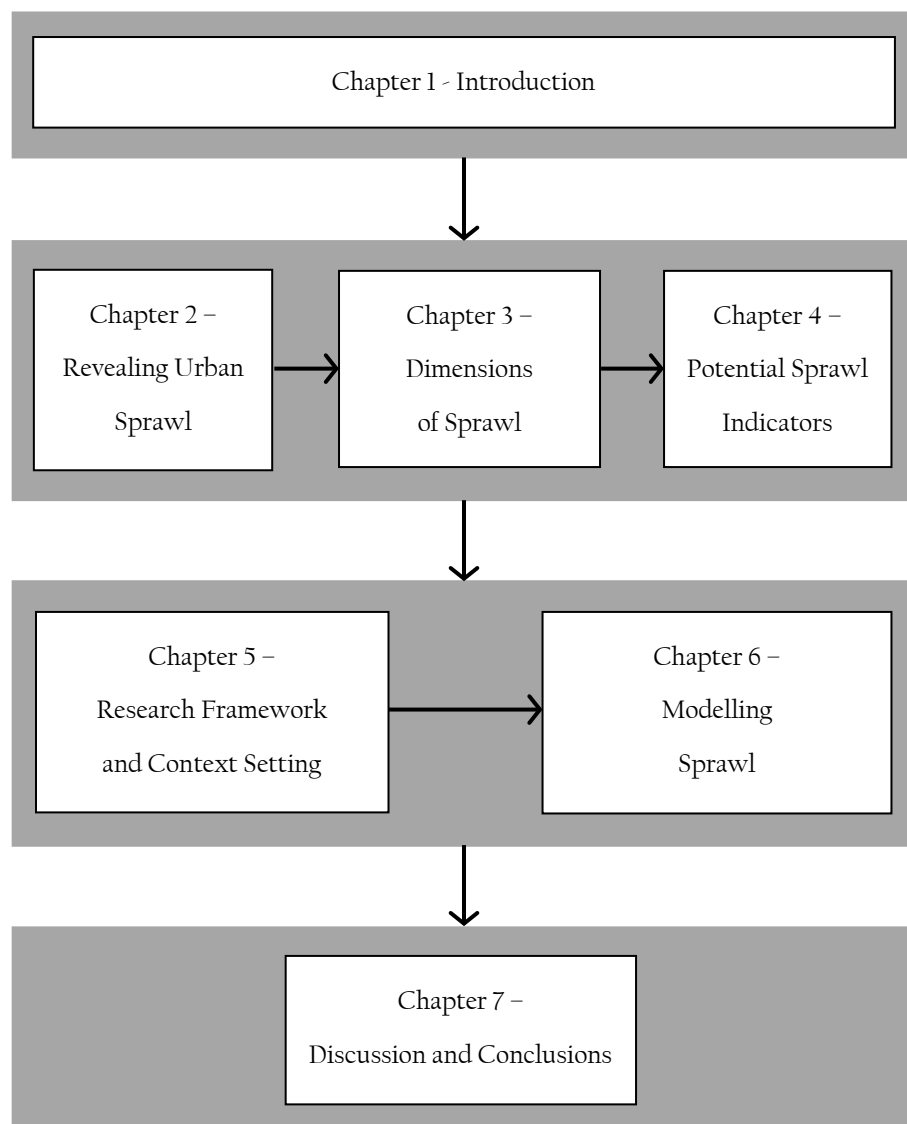 Chapter 1 - Introduction
Chapter 2 –
Revealing Urban
Sprawl
Chapter 3 –
Dimensions
of Sprawl
Chapter 4 –
Potential Sprawl
Indicators
Chapter 5 –
Research Framework
and Context Setting
Chapter 6 –
Modelling
Sprawl
Chapter 7 –
Discussion and Conclusions